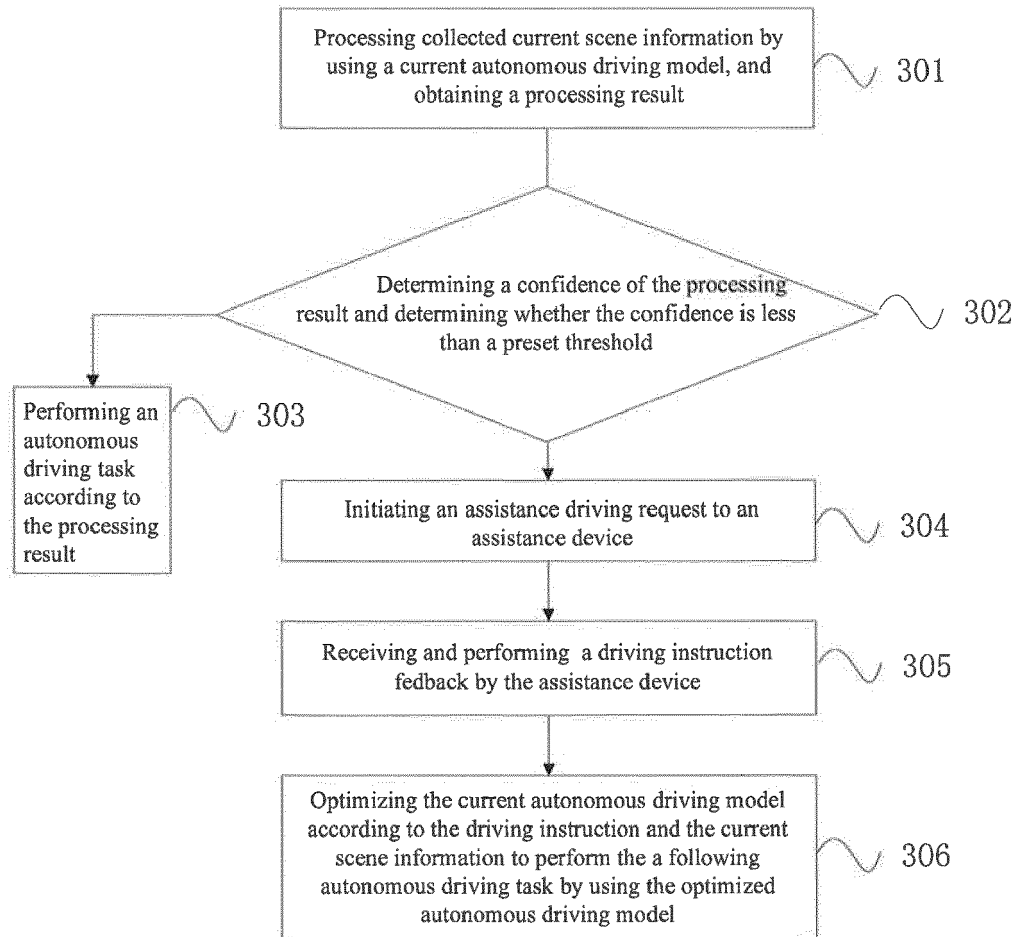 Processing collected current scene information by
using a current autonomous driving model, and
obtaining a processing result
301
Determining a confidence of the processing
result and determining whether the confidence is less
than a preset threshold
302
Performing an
autonomous
driving task
according to
the processing
result
303
Initiating an assistance driving request to an
assistance device
304
Receiving and performing a driving instruction
fedback by the assistance device
305
Optimizing the current autonomous driving model
according to the driving instruction and the current
scene information to perform the a following
autonomous driving task by using the optimized
autonomous driving model
306